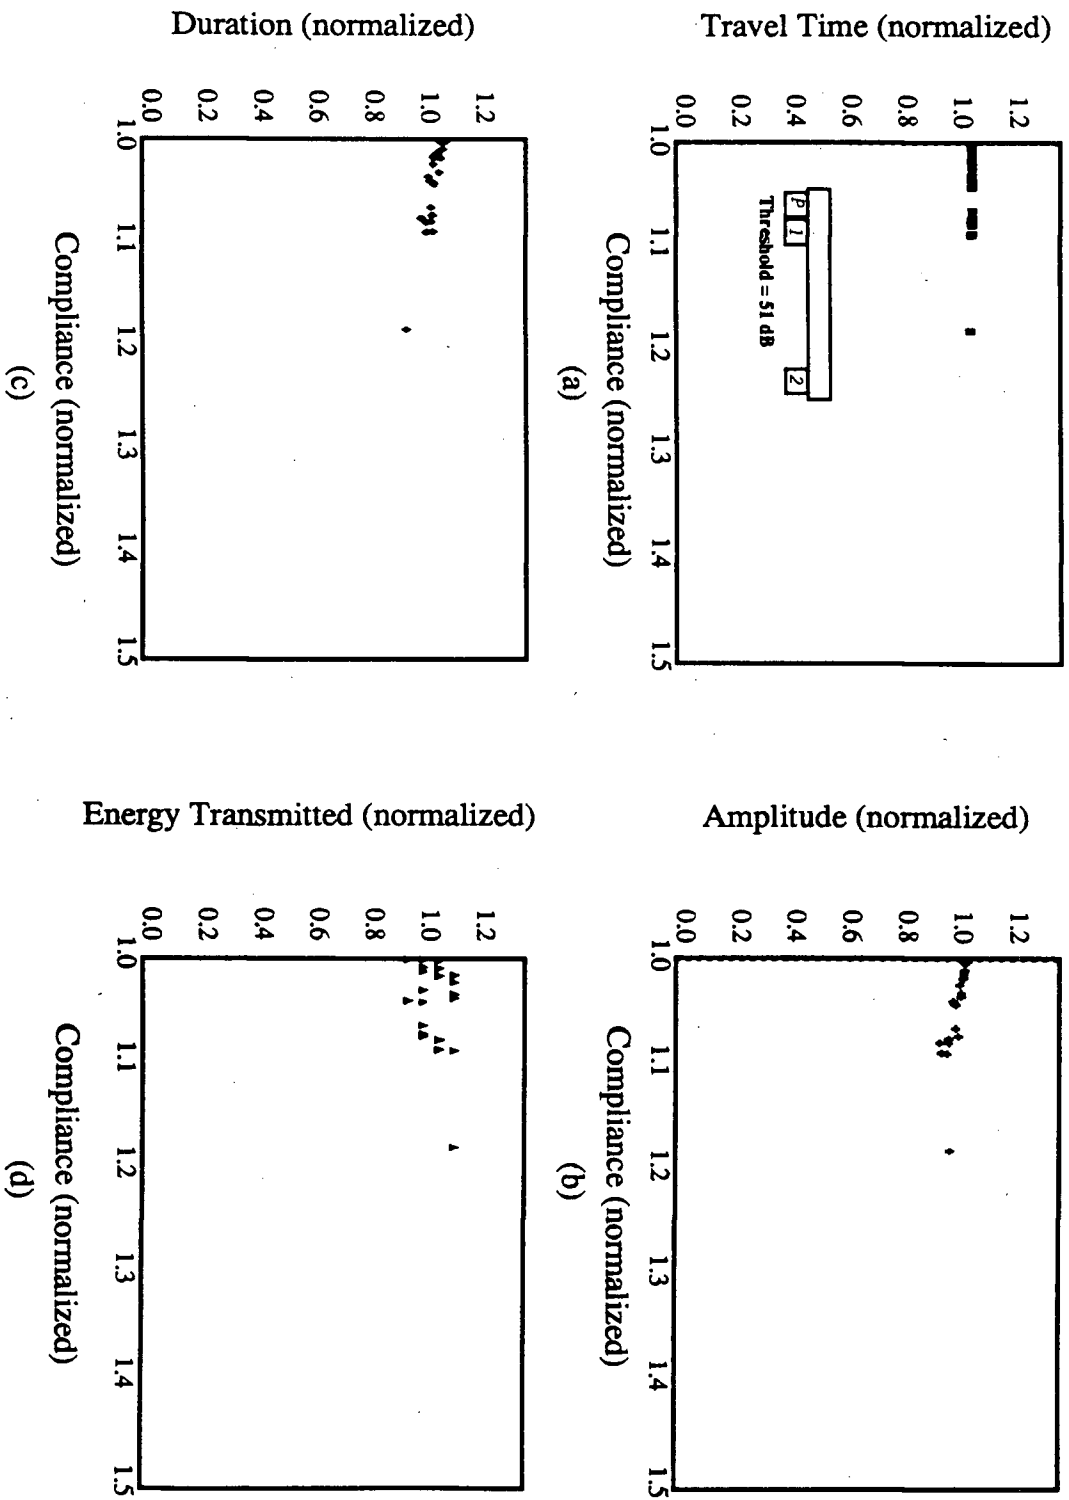 Travel Time (normalized)
1.2
1.0
0.8
0.6
0.4
0.2
0.0
P 1 2
Threshold = 51 dB
1.0 1.1 1.2 1.3 1.4 1.5
Compliance (normalized)
(a)
Amplitude (normalized)
1.2
1.0
0.8
0.6
0.4
0.2
0.0
1.0 1.1 1.2 1.3 1.4 1.5
Compliance (normalized)
(b)
Duration (normalized)
1.2
1.0
0.8
0.6
0.4
0.2
0.0
1.0 1.1 1.2 1.3 1.4 1.5
Compliance (normalized)
(c)
Energy Transmitted (normalized)
1.2
1.0
0.8
0.6
0.4
0.2
0.0
1.0 1.1 1.2 1.3 1.4 1.5
Compliance (normalized)
(d)